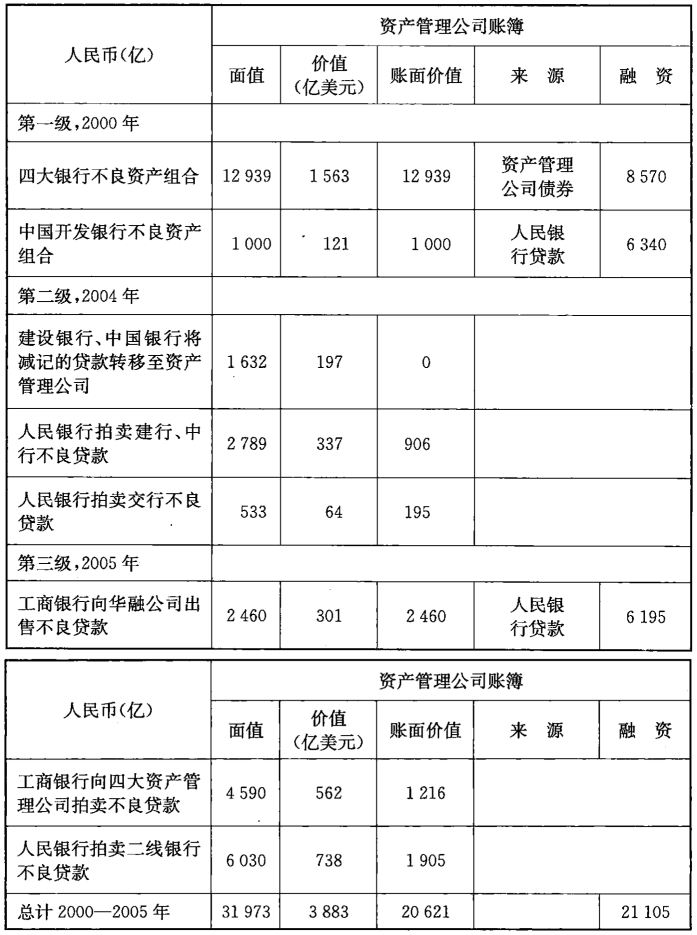 人民币(亿)
资产管理公司账簿
面值
价值
(亿美元)
账面价值
来 源
融 资
第一级,2000 年
四大银行不良资产组合
12 939
1 563
12 939
资产管理
公司债券
8 570
中国开发银行不良资产
组合
1 000
121
1 000
人民银
行贷款
6 340
第二级,2004 年
建设银行、中国银行将
减记的贷款转移至资产
管理公司
1 632
197
0
人民银行拍卖建行、中
行不良贷款
2 789
337
906
人民银行拍卖交行不良
贷款
533
64
195
第三级,2005 年
工商银行向华融公司出
售不良贷款
2 460
301
2 460
人民银
行贷款
6 195
人民币(亿)
资产管理公司账簿
面值
价值
(亿美元)
账面价值
来 源
融 资
工商银行向四大资产管
理公司拍卖不良贷款
4 590
562
1 216
人民银行拍卖二线银行
不良贷款
6 030
738
1 905
总计 2000—2005 年
31 973
3 883
20 621
21 105